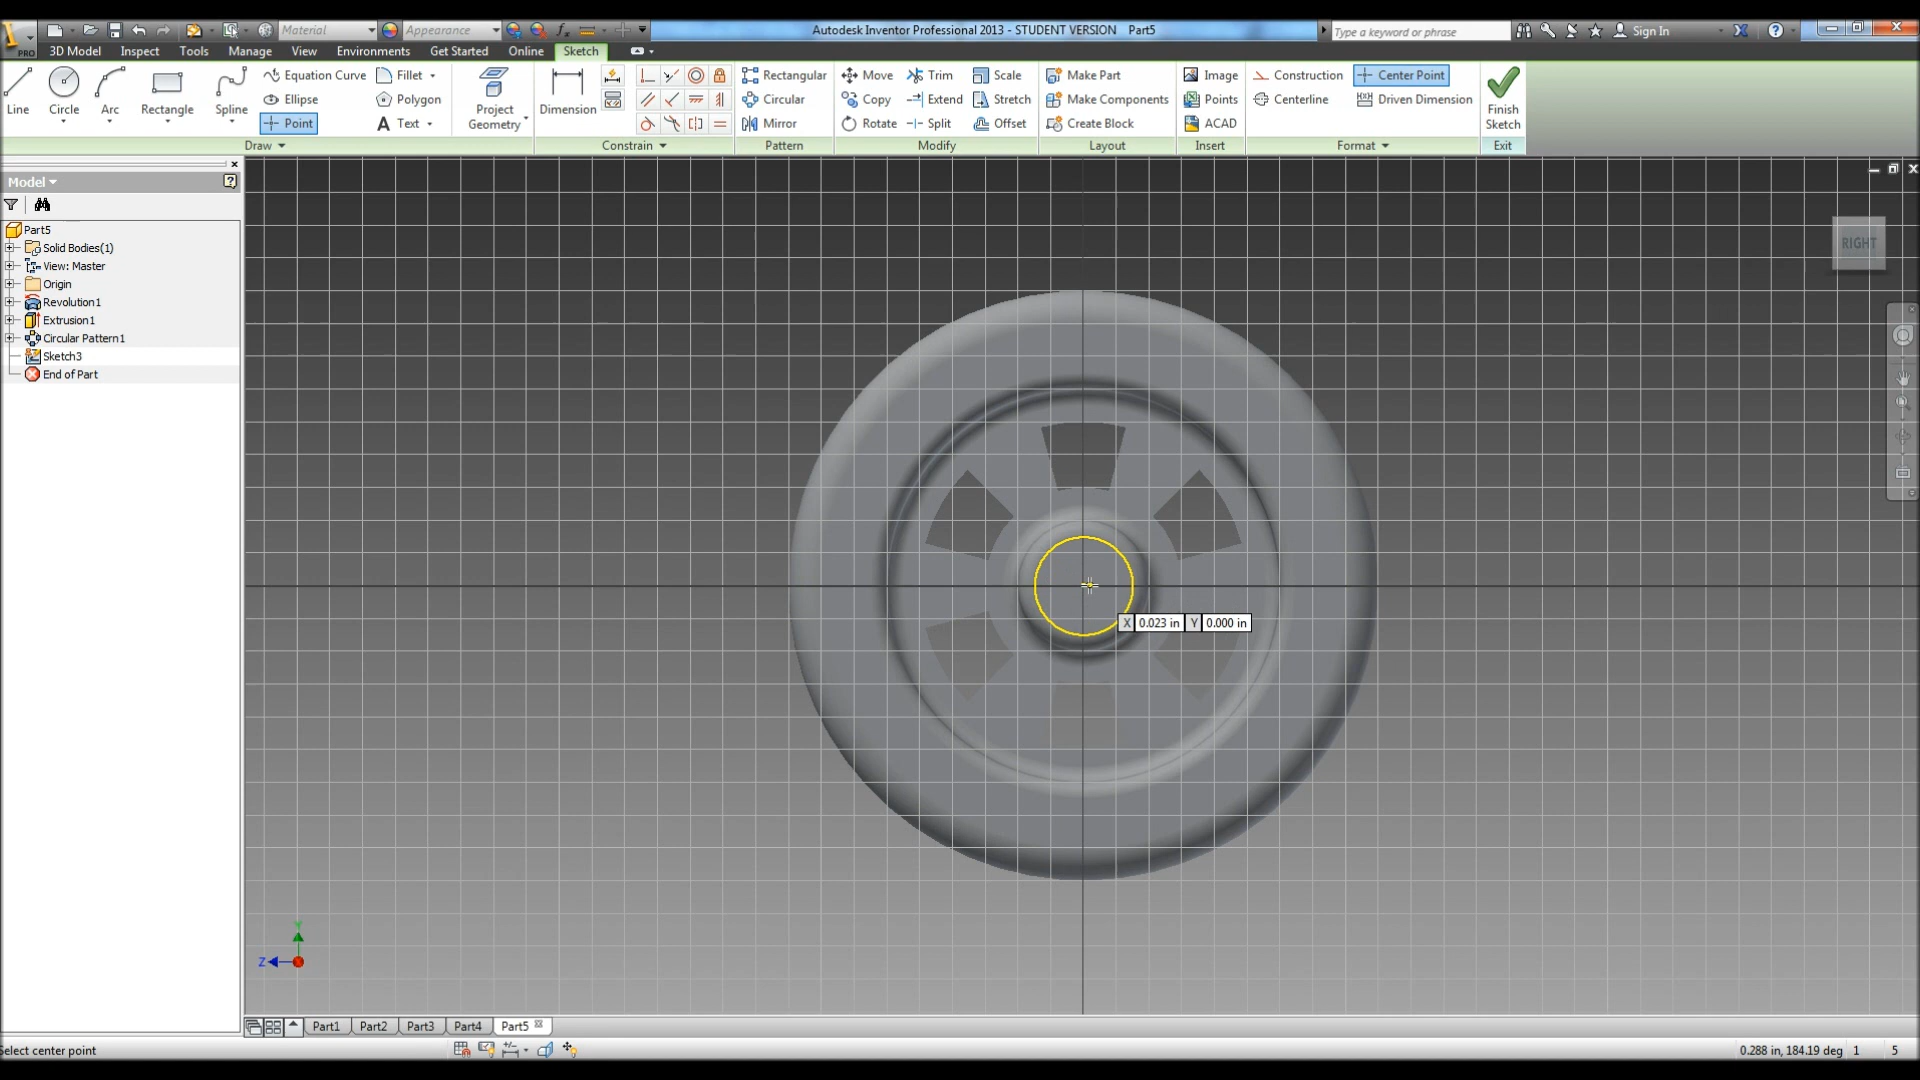 Material
Appearance
Autodesk Inventor Professional 2013 - STUDENT VERSION Part5
Type a keyword or phrase
Sign In
PRO
3D Model Inspect Tools Manage View Environments Get Started Online Sketch
Line
Circle
Arc
Rectangle
Spline
Equation Curve
Ellipse
Point
Fillet
Polygon
Text
Project
Geometry
Dimension
Rectangular
Circular
Mirror
Move
Copy
Rotate
Trim
Extend
Split
Scale
Stretch
Offset
Make Part
Make Components
Create Block
Image
Points
ACAD
Construction
Centerline
Center Point
Driven Dimension
Finish
Sketch
Draw
Constrain
Pattern
Modify
Layout
Insert
Format
Exit
Model
Part5
Solid Bodies(1)
View: Master
Origin
Revolution1
Extrusion1
Circular Pattern1
Sketch3
End of Part
RIGHT
X 0.023 in Y 0.000 in
Y
Z
Part1 Part2 Part3 Part4 Part5
Select center point
0.288 in, 184.19 deg 1 5